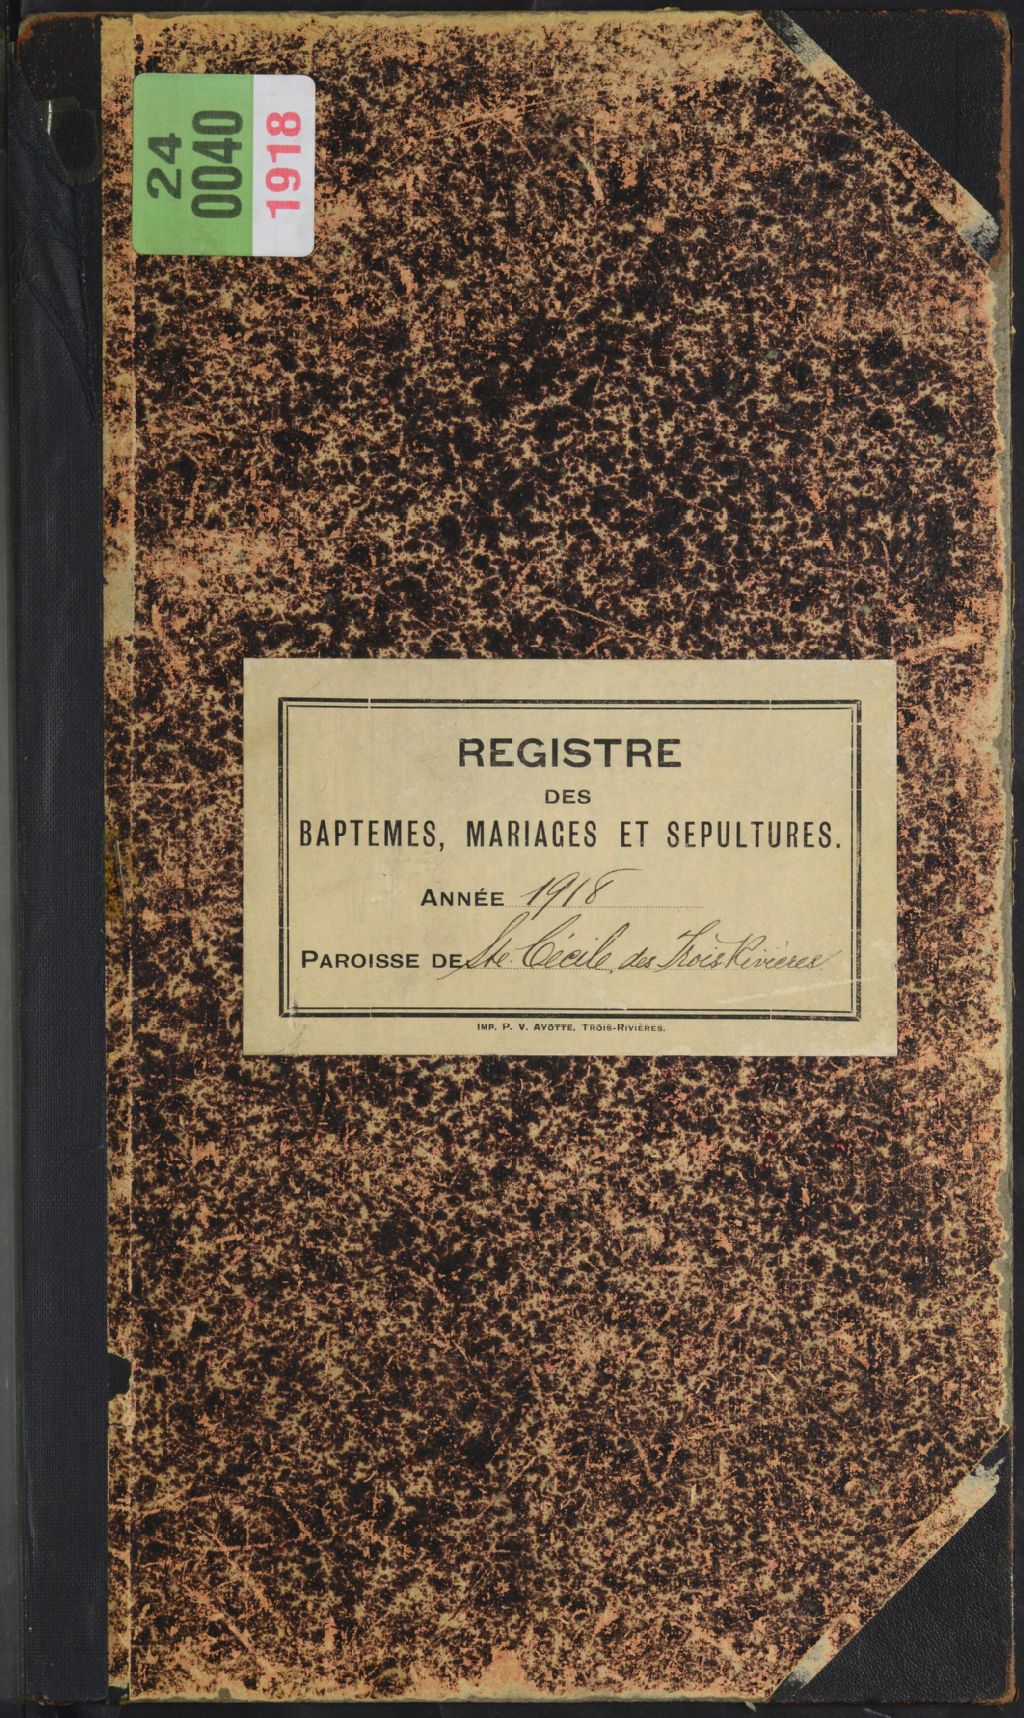 24
0040
1918
REGISTRE
DES
BAPTEMES, MARIAGES ET SEPULTURES.
ANNÉE 1918
PAROISSE DE Ste Cécile des Trois Rivières
IMP. P. V. AYOTTE, TROIS-RIVIÈRES.